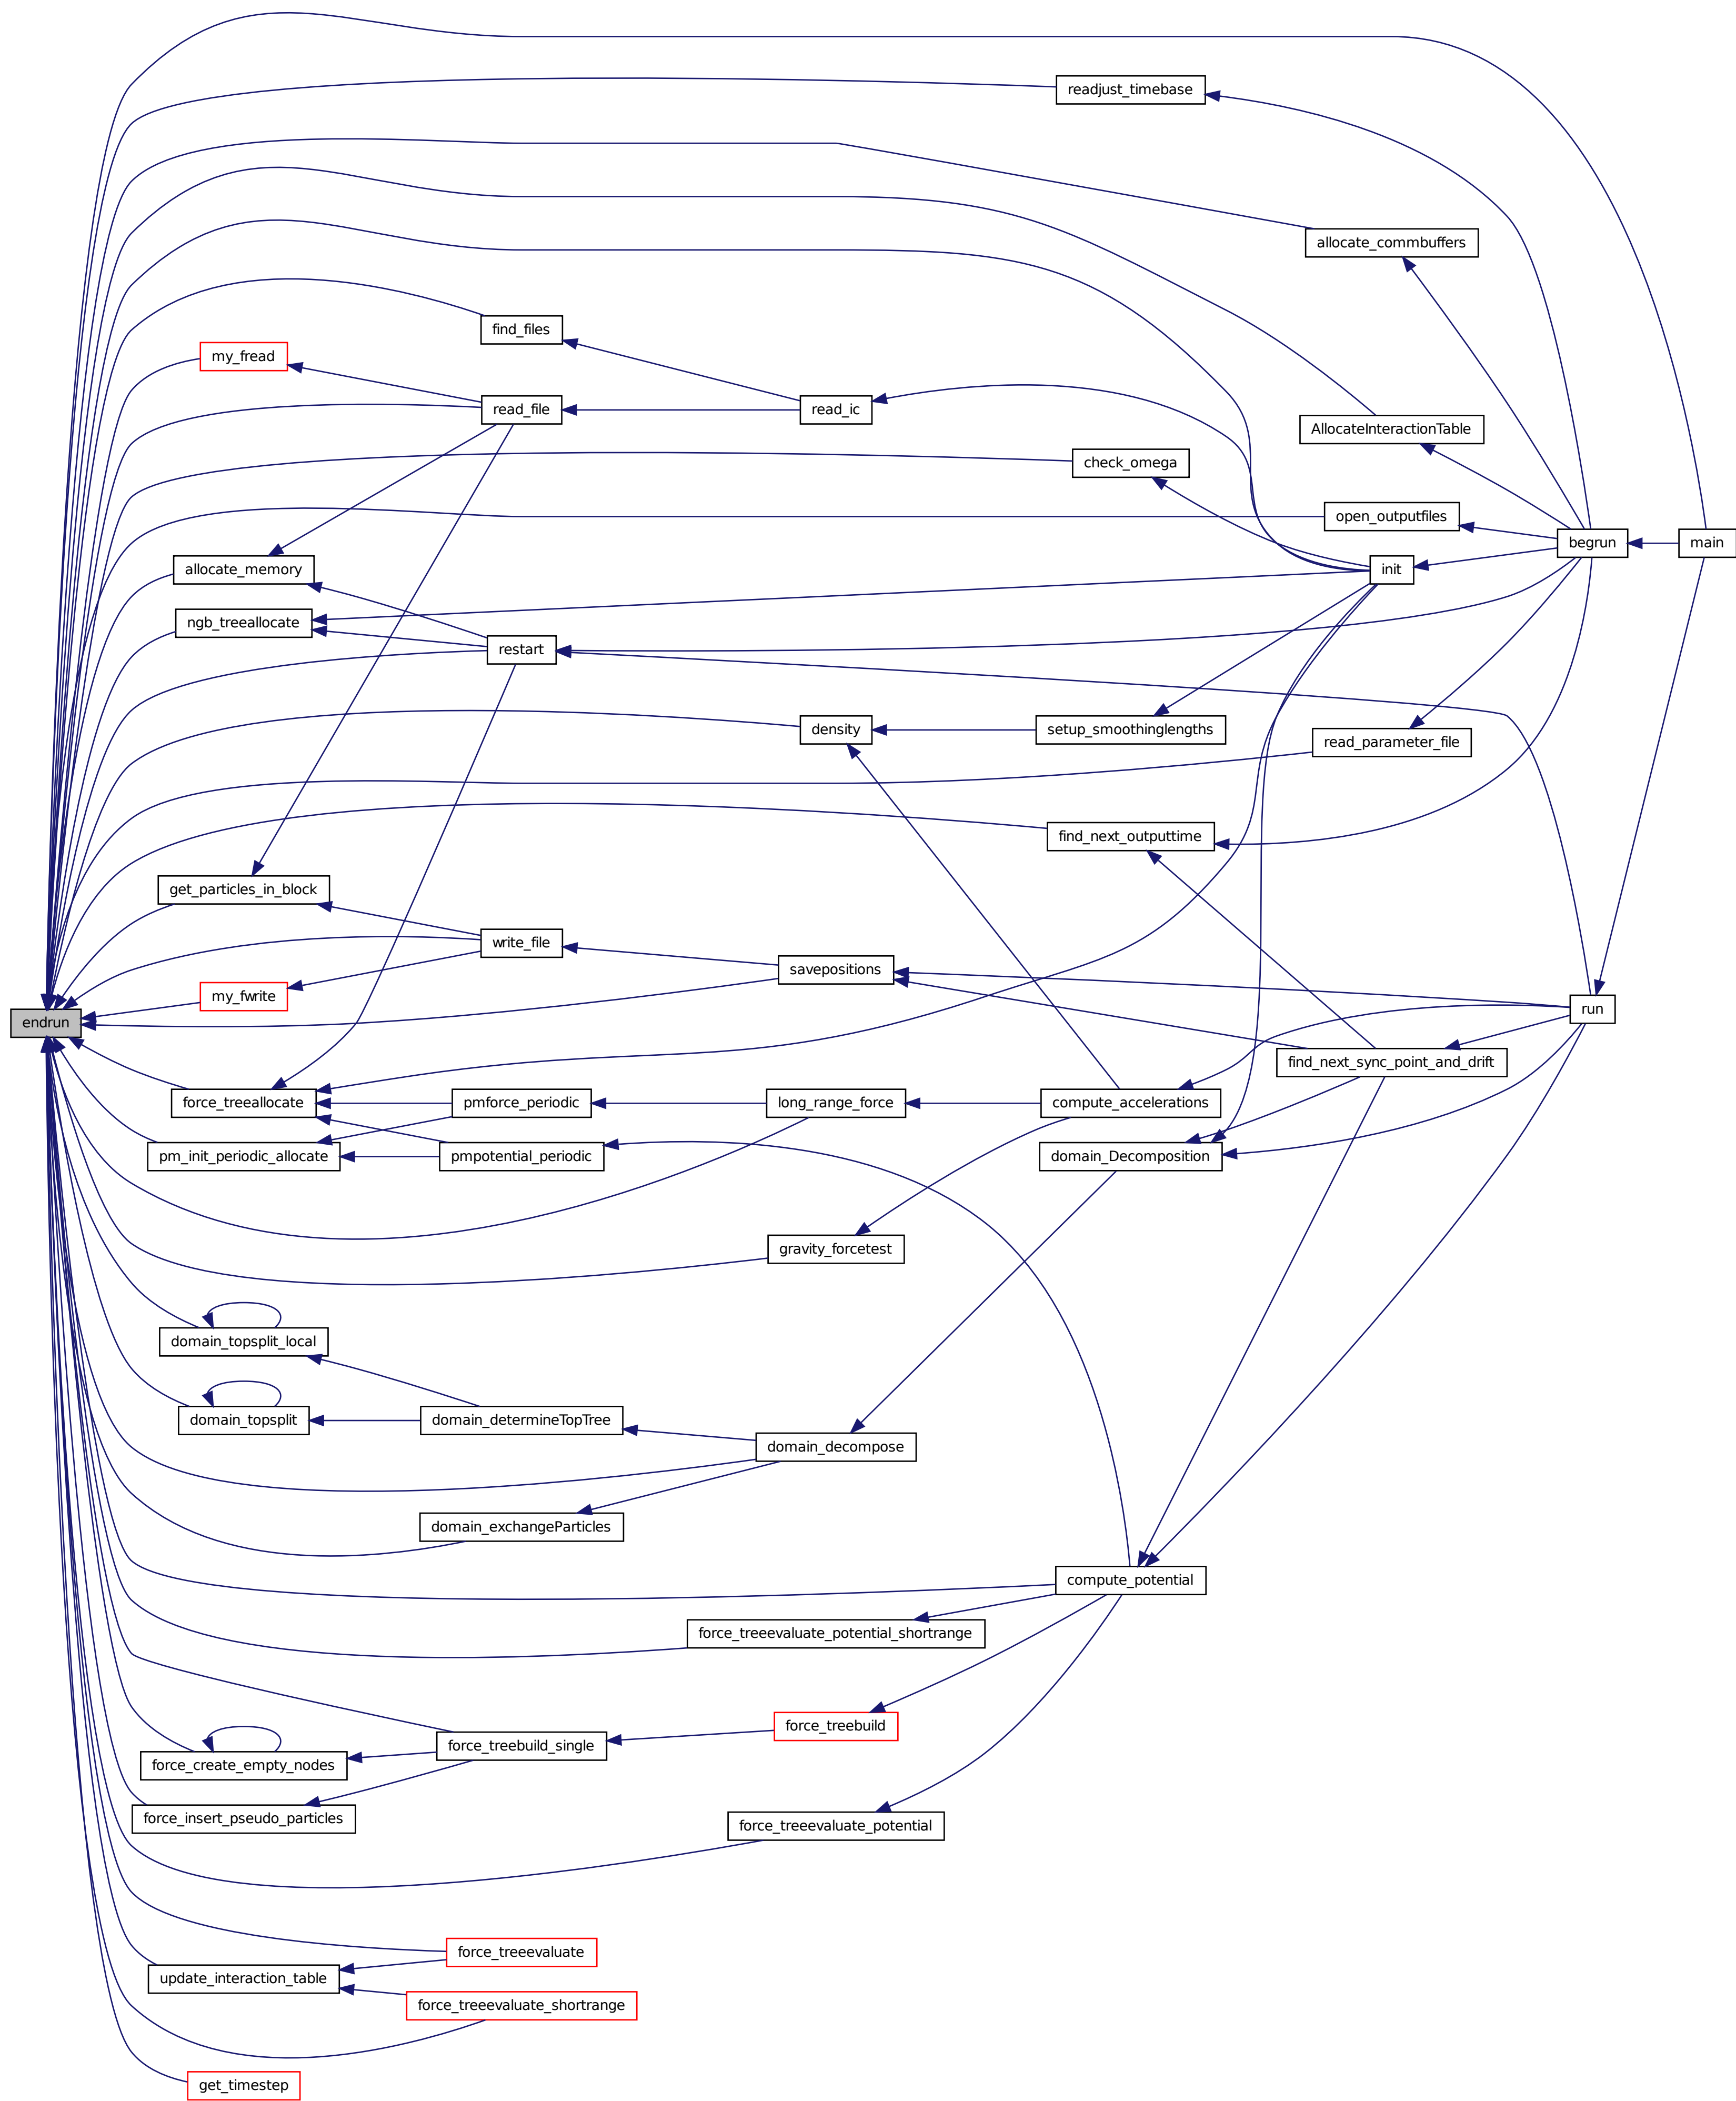 readjust_timebase
allocate_commbuffers
find_files
my_fread
read_file
read_ic
AllocateInteractionTable
check_omega
open_outputfiles
begrun
main
allocate_memory
init
ngb_treeallocate
restart
density
setup_smoothinglengths
read_parameter_file
find_next_outputtime
get_particles_in_block
write_file
savepositions
my_fwrite
endrun
run
find_next_sync_point_and_drift
force_treeallocate
pmforce_periodic
long_range_force
compute_accelerations
pm_init_periodic_allocate
pmpotential_periodic
domain_Decomposition
gravity_forcetest
domain_topsplit_local
domain_topsplit
domain_determineTopTree
domain_decompose
domain_exchangeParticles
compute_potential
force_treeevaluate_potential_shortrange
force_treebuild
force_treebuild_single
force_create_empty_nodes
force_insert_pseudo_particles
force_treeevaluate_potential
force_treeevaluate
update_interaction_table
force_treeevaluate_shortrange
get_timestep